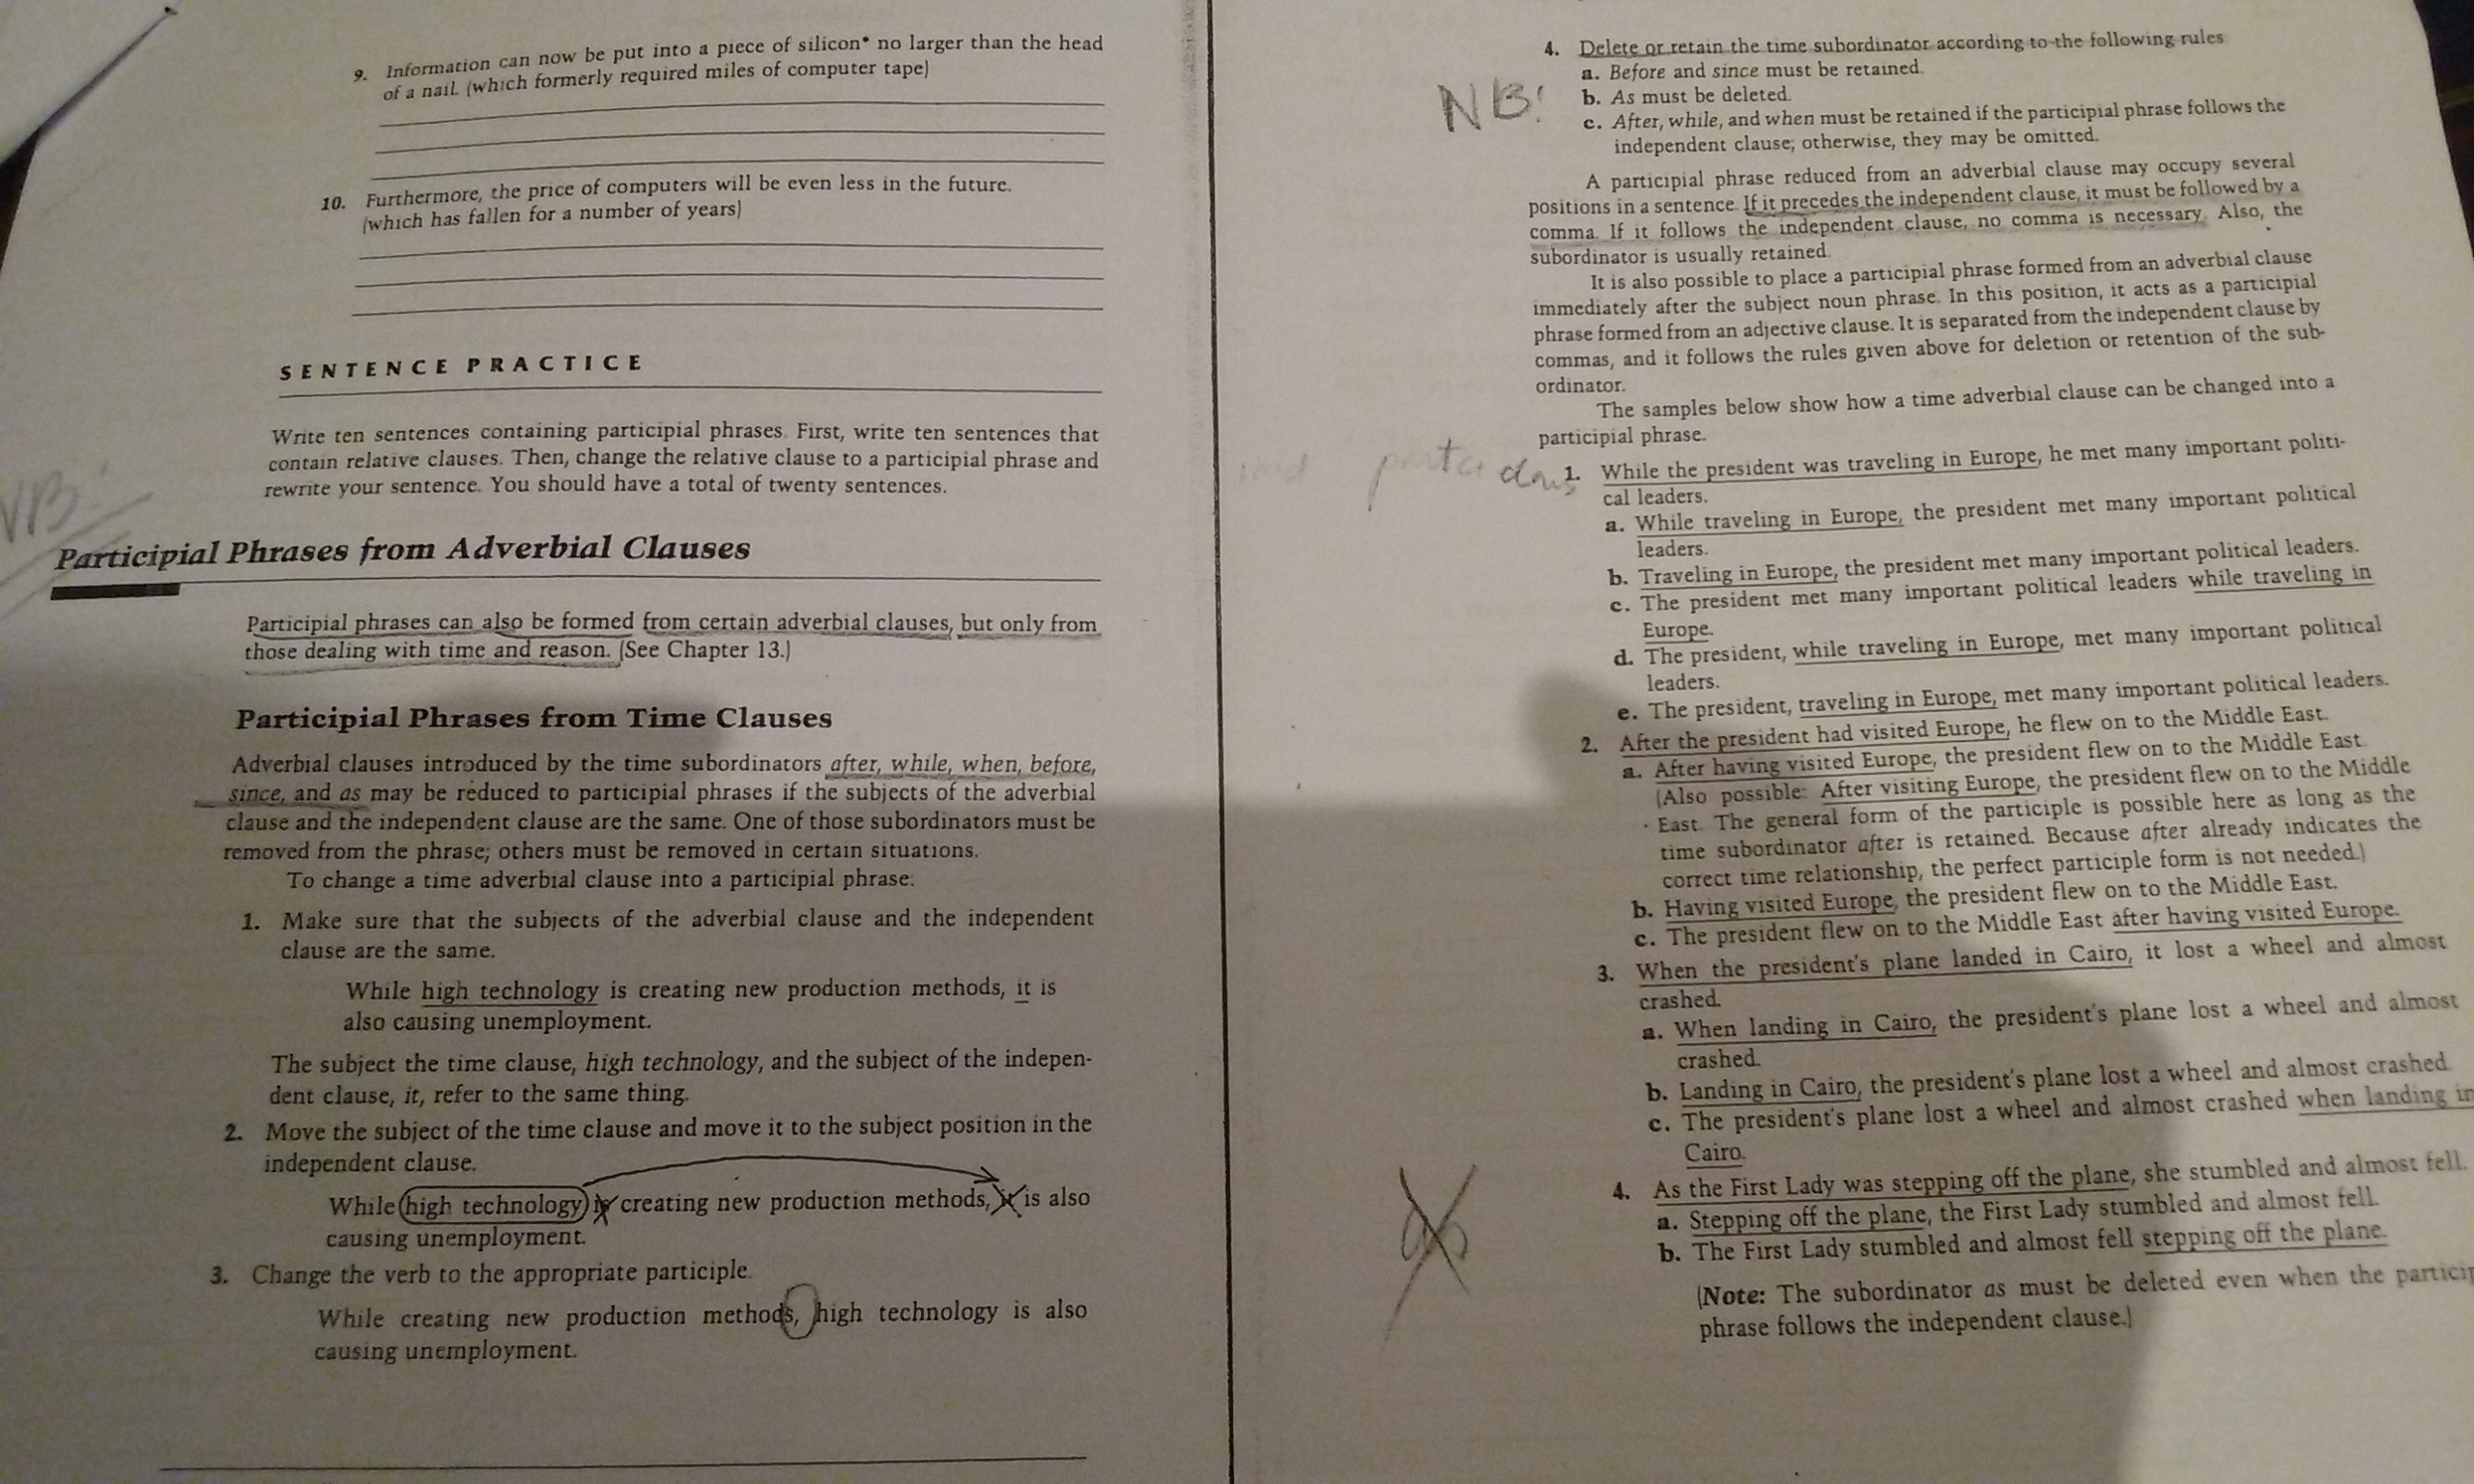 9. Information can now be put into a piece of silicon* no larger than the head
of a nail. (which formerly required miles of computer tape)
10. Furthermore, the price of computers will be even less in the future.
(which has fallen for a number of years)
SENTENCE PRACTICE
Write ten sentences containing participial phrases. First, write ten sentences that
contain relative clauses. Then, change the relative clause to a participial phrase and
rewrite your sentence. You should have a total of twenty sentences.
NB!
Participial Phrases from Adverbial Clauses
Participial phrases can also be formed from certain adverbial clauses, but only from
those dealing with time and reason. (See Chapter 13.)
Participial Phrases from Time Clauses
Adverbial clauses introduced by the time subordinators after, while, when, before,
since, and as may be reduced to participial phrases if the subjects of the adverbial
clause and the independent clause are the same. One of those subordinators must be
removed from the phrase; others must be removed in certain situations.
To change a time adverbial clause into a participial phrase:
1. Make sure that the subjects of the adverbial clause and the independent
clause are the same.
While high technology is creating new production methods, it is
also causing unemployment.
The subject the time clause, high technology, and the subject of the indepen-
dent clause, it, refer to the same thing.
2. Move the subject of the time clause and move it to the subject position in the
independent clause.
While high technology is creating new production methods, it is also
causing unemployment.
3. Change the verb to the appropriate participle.
While creating new production methods, high technology is also
causing unemployment.
4. Delete or retain the time subordinator according to the following rules
a. Before and since must be retained.
NB!
b. As must be deleted.
c. After, while, and when must be retained if the participial phrase follows the
independent clause; otherwise, they may be omitted.
A participial phrase reduced from an adverbial clause may occupy several
positions in a sentence. If it precedes the independent clause, it must be followed by a
comma. If it follows the independent clause, no comma is necessary. Also, the
subordinator is usually retained.
It is also possible to place a participial phrase formed from an adverbial clause
immediately after the subject noun phrase. In this position, it acts as a participial
phrase formed from an adjective clause. It is separated from the independent clause by
commas, and it follows the rules given above for deletion or retention of the sub-
ordinator.
The samples below show how a time adverbial clause can be changed into a
participial phrase.
1. While the president was traveling in Europe, he met many important politi-
cal leaders.
a. While traveling in Europe, the president met many important political
leaders.
b. Traveling in Europe, the president met many important political leaders.
c. The president met many important political leaders while traveling in
Europe.
d. The president, while traveling in Europe, met many important political
leaders.
e. The president, traveling in Europe, met many important political leaders.
2. After the president had visited Europe, he flew on to the Middle East.
a. After having visited Europe, the president flew on to the Middle East.
(Also possible: After visiting Europe, the president flew on to the Middle
East. The general form of the participle is possible here as long as the
time subordinator after is retained. Because after already indicates the
correct time relationship, the perfect participle form is not needed.)
b. Having visited Europe, the president flew on to the Middle East.
c. The president flew on to the Middle East after having visited Europe.
3. When the president's plane landed in Cairo, it lost a wheel and almost
crashed.
a. When landing in Cairo, the president's plane lost a wheel and almost
crashed.
b. Landing in Cairo, the president's plane lost a wheel and almost crashed.
c. The president's plane lost a wheel and almost crashed when landing in
Cairo.
4. As the First Lady was stepping off the plane, she stumbled and almost fell.
a. Stepping off the plane, the First Lady stumbled and almost fell.
b. The First Lady stumbled and almost fell stepping off the plane.
(Note: The subordinator as must be deleted even when the particip
phrase follows the independent clause.)